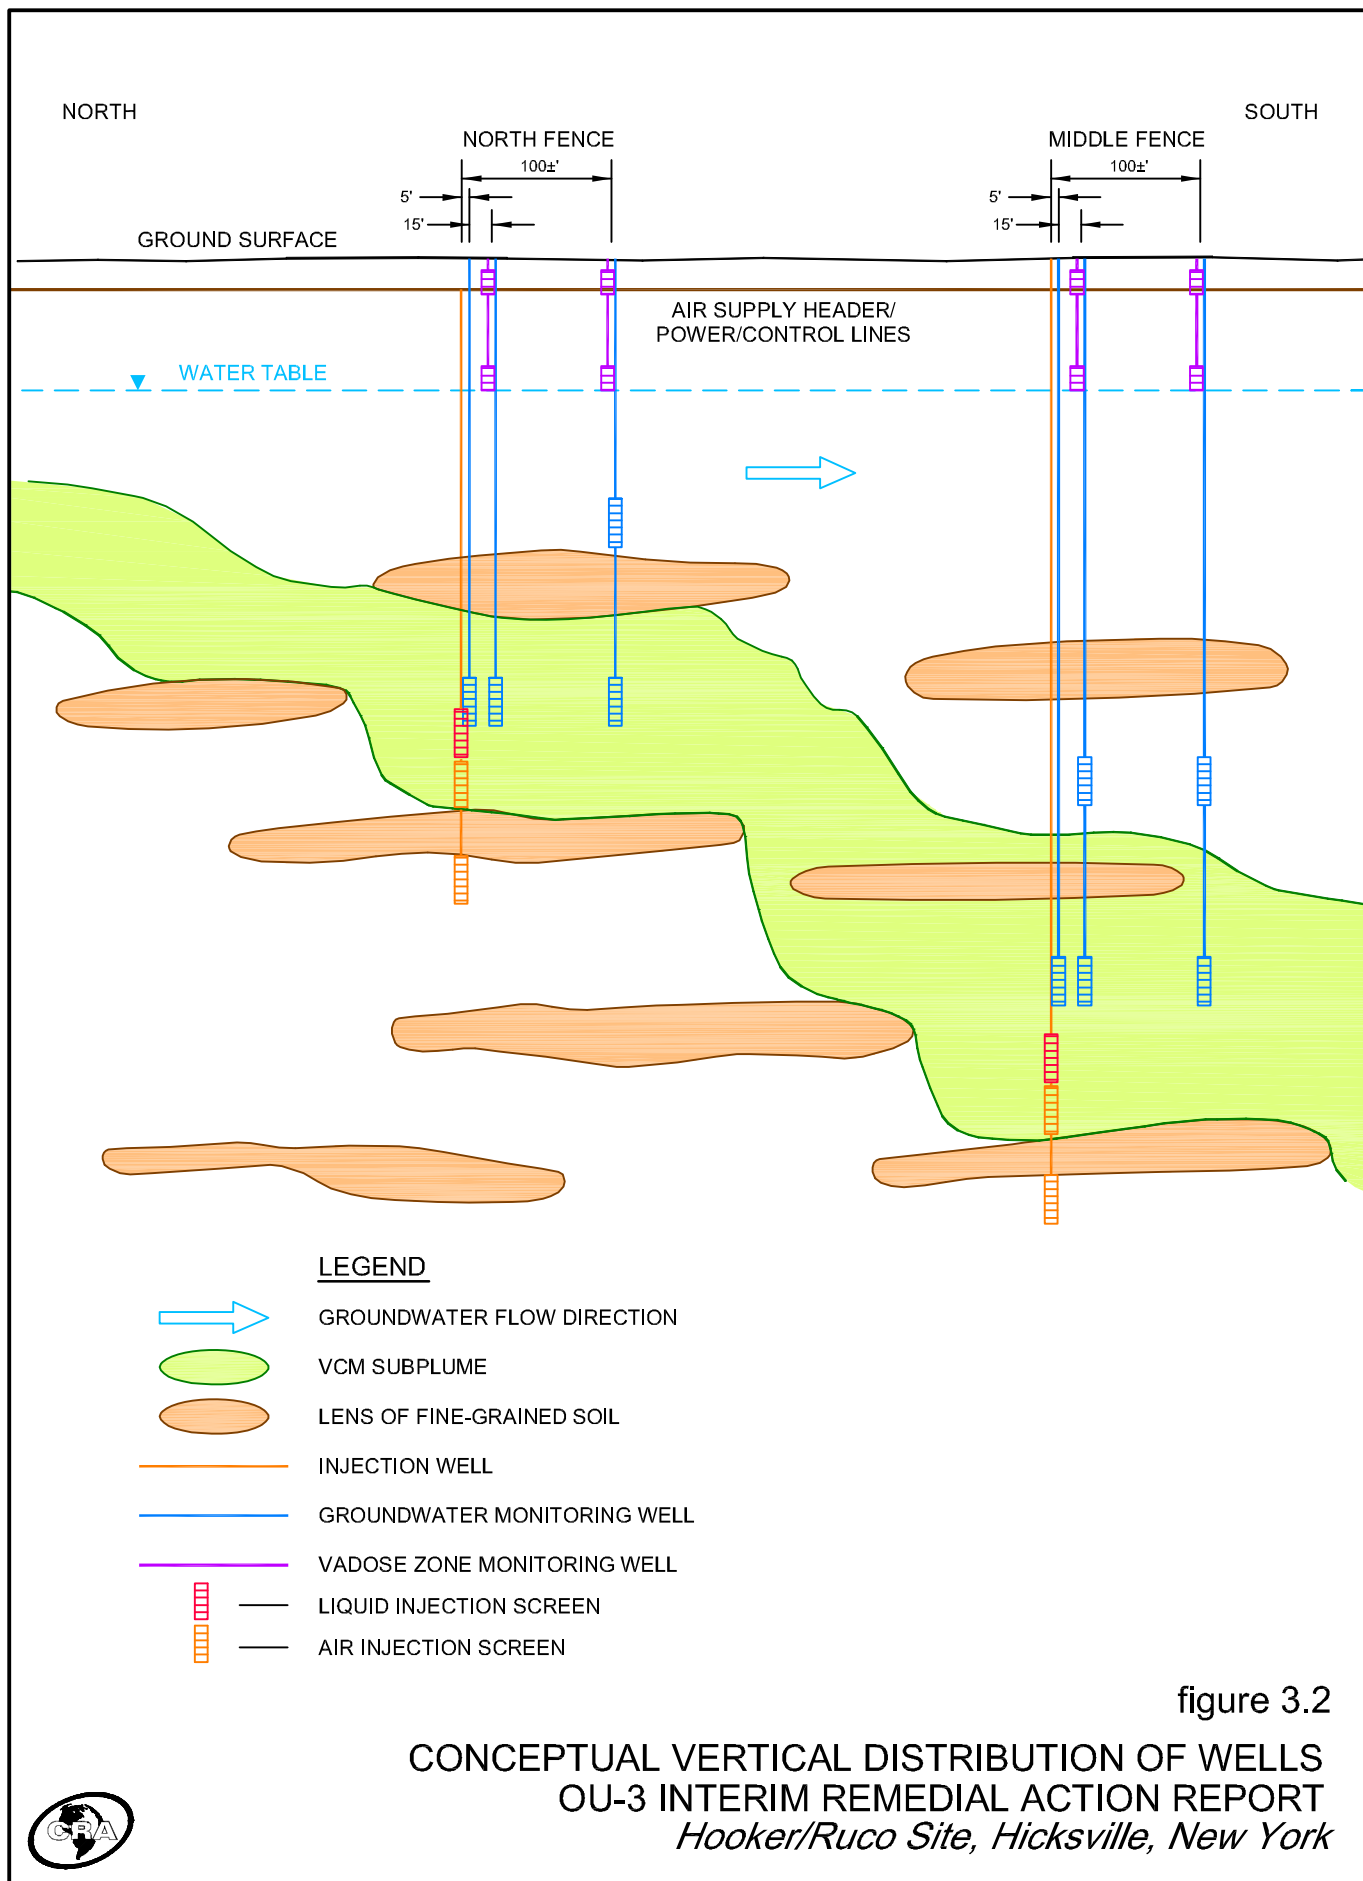 NORTH
SOUTH
NORTH FENCE
MIDDLE FENCE
100±'
100±'
5'
5'
15'
15'
GROUND SURFACE
AIR SUPPLY HEADER/
POWER/CONTROL LINES
WATER TABLE
LEGEND
GROUNDWATER FLOW DIRECTION
VCM SUBPLUME
LENS OF FINE-GRAINED SOIL
INJECTION WELL
GROUNDWATER MONITORING WELL
VADOSE ZONE MONITORING WELL
LIQUID INJECTION SCREEN
AIR INJECTION SCREEN
figure 3.2
CONCEPTUAL VERTICAL DISTRIBUTION OF WELLS
OU-3 INTERIM REMEDIAL ACTION REPORT
Hooker/Ruco Site, Hicksville, New York
CRA